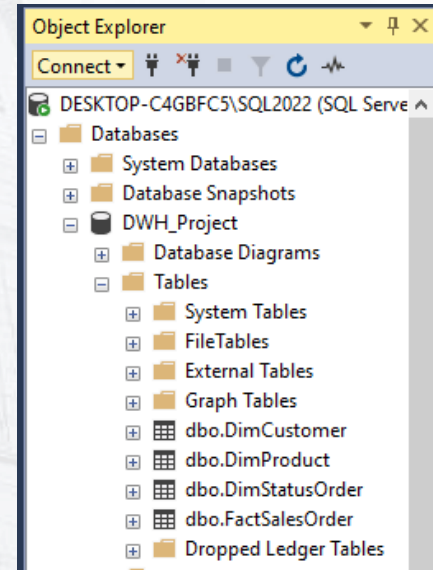 Object Explorer
Connect
DESKTOP-C4GBFC5\SQL2022 (SQL Serve
Databases
System Databases
Database Snapshots
DWH_Project
Database Diagrams
Tables
System Tables
FileTables
External Tables
Graph Tables
dbo.DimCustomer
dbo.DimProduct
dbo.DimStatusOrder
dbo.FactSalesOrder
Dropped Ledger Tables